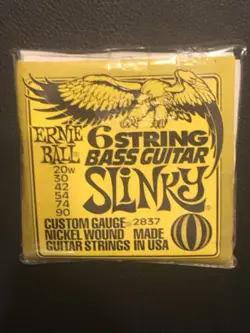 ERNIE BALL
6 STRING
BASS GUITAR
SLINKY®
20w
30
42
54
74
90
CUSTOM GAUGE® 2837
NICKEL WOUND MADE
GUITAR STRINGS IN USA